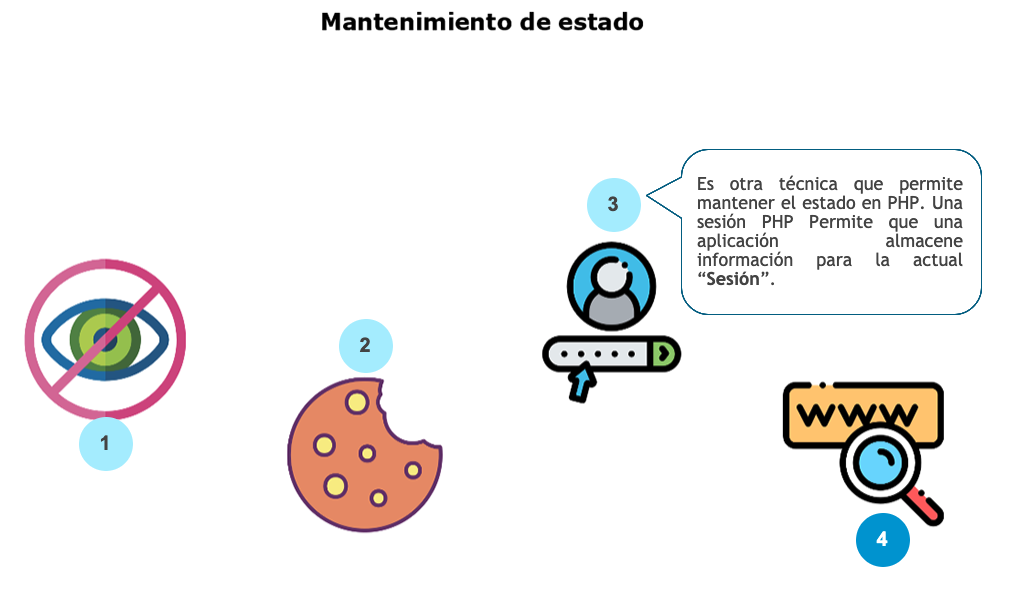 Mantenimiento de estado
Es otra técnica que permite
mantener el estado en PHP. Una
sesión PHP Permite que una
aplicación almacene
información para la actual
“Sesión”.
3
2
1
WWW
4